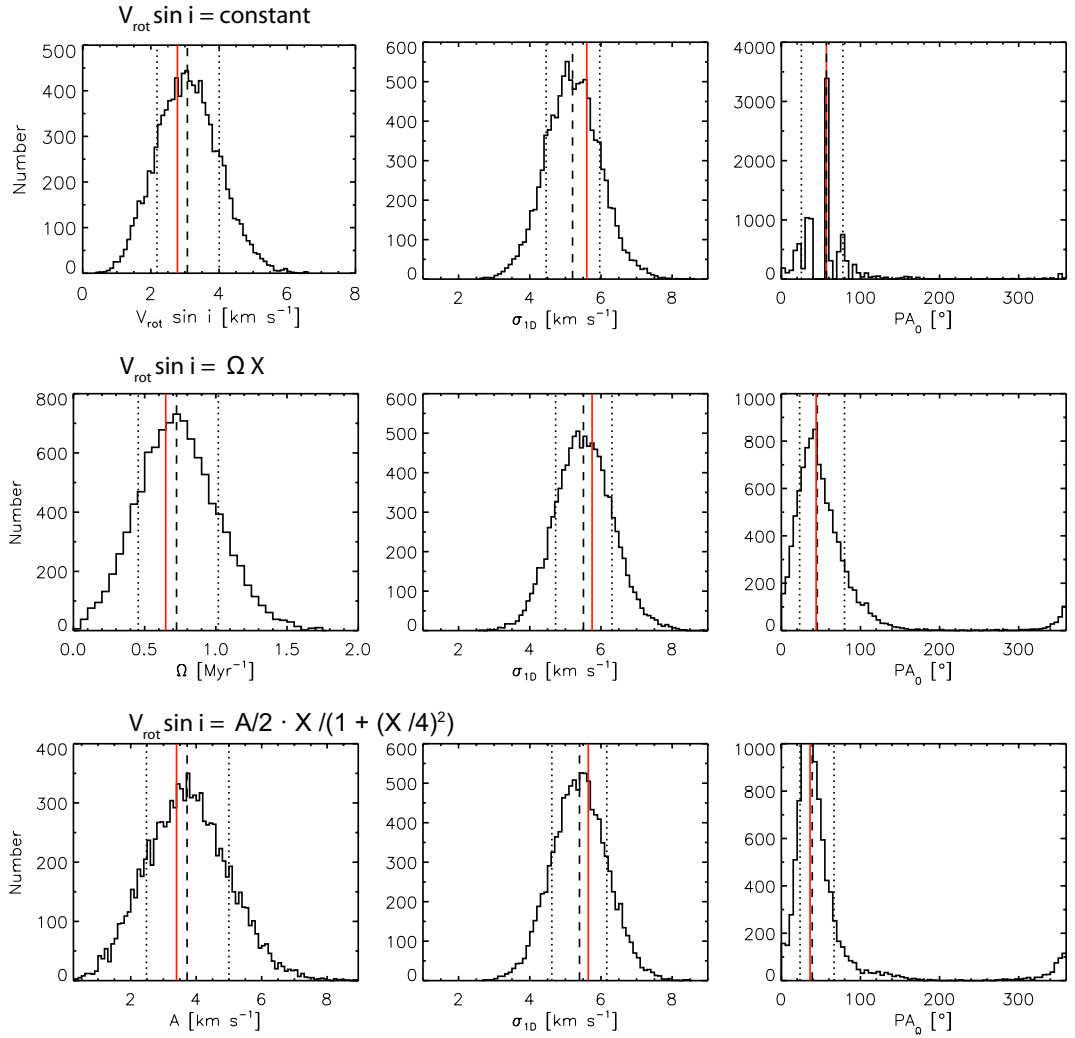 V_rot sin i = constant
500
400
300
200
100
0
Number
0 2 4 6 8
V_rot sin i [km s⁻¹]
600
500
400
300
200
100
0
2 4 6 8
σ_1D [km s⁻¹]
4000
3000
2000
1000
0
0 100 200 300
PA_0 [°]
V_rot sin i = Ω X
800
600
400
200
0
Number
0.0 0.5 1.0 1.5 2.0
Ω [Myr⁻¹]
600
500
400
300
200
100
0
2 4 6 8
σ_1D [km s⁻¹]
1000
800
600
400
200
0
0 100 200 300
PA_0 [°]
V_rot sin i = A/2 · X /(1 + (X /4)²)
400
300
200
100
0
Number
2 4 6 8
A [km s⁻¹]
600
500
400
300
200
100
0
2 4 6 8
σ_1D [km s⁻¹]
1000
800
600
400
200
0
0 100 200 300
PA_0 [°]